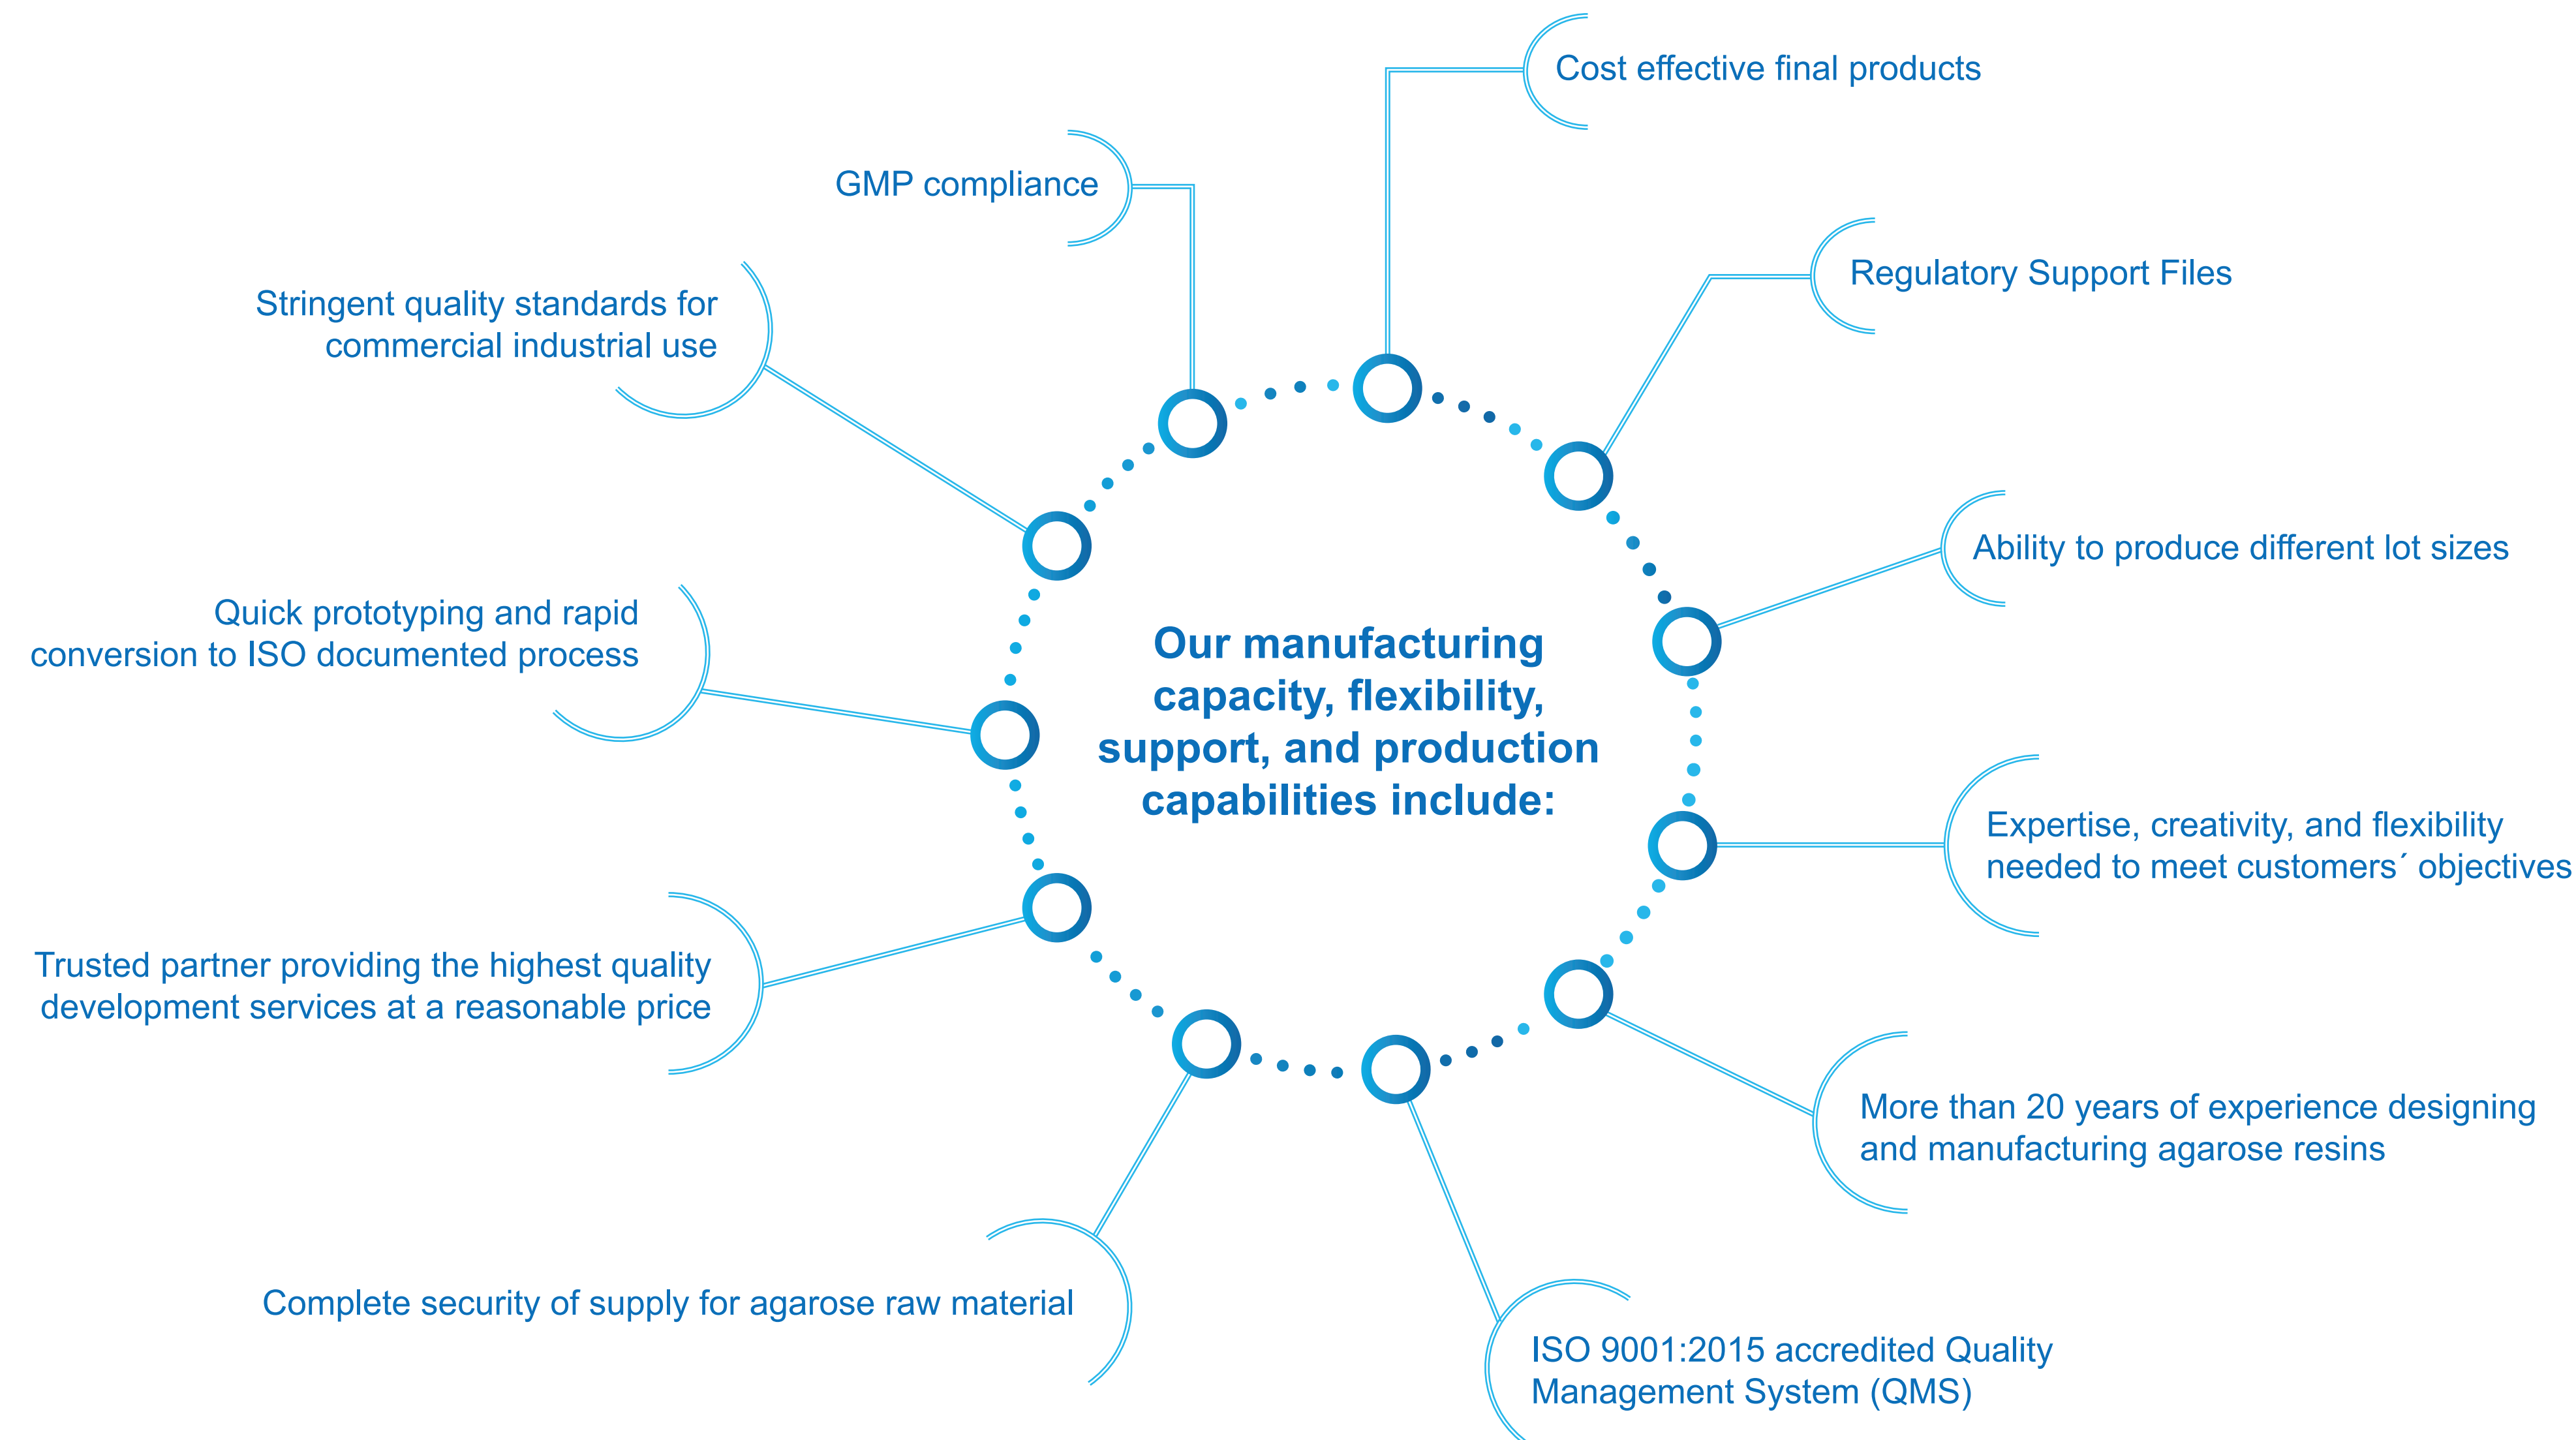 Our manufacturing
capacity, flexibility,
support, and production
capabilities include:
Cost effective final products
Regulatory Support Files
Ability to produce different lot sizes
Expertise, creativity, and flexibility
needed to meet customers´ objectives
More than 20 years of experience designing
and manufacturing agarose resins
ISO 9001:2015 accredited Quality
Management System (QMS)
Complete security of supply for agarose raw material
Trusted partner providing the highest quality
development services at a reasonable price
Quick prototyping and rapid
conversion to ISO documented process
Stringent quality standards for
commercial industrial use
GMP compliance